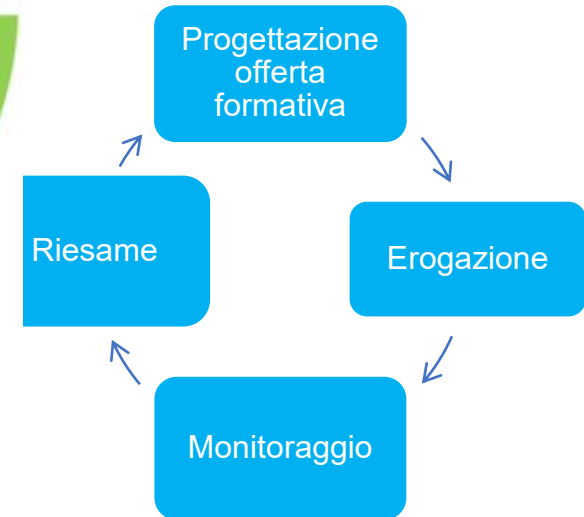 Progettazione
offerta
formativa
Riesame
Erogazione
Monitoraggio